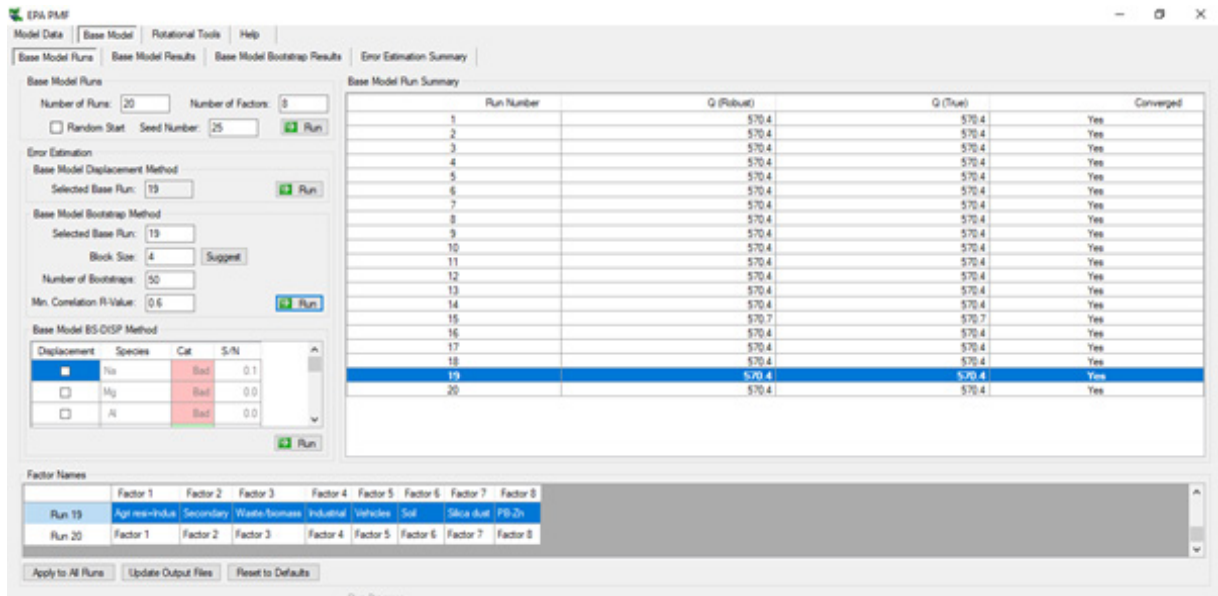 EPA PMF
Model Data Base Model Rotational Tools Help
Base Model Runs Base Model Results Base Model Bootstrap Results Error Estimation Summary
Base Model Runs
Number of Runs: 20 Number of Factors: 8
Random Start Seed Number: 25 Run
Error Estimation
Base Model Displacement Method
Selected Base Run: 19 Run
Base Model Bootstrap Method
Selected Base Run: 19
Block Size: 4 Suggest
Number of Bootstraps: 50
Min. Correlation R-Value: 0.6 Run
Base Model BS-DISP Method
Displacement Species Cat S/N
Na Bad 0.1
Mg Bad 0.0
Al Bad 0.0
Run
Base Model Run Summary
Run Number Q (Robust) Q (True) Converged
1 570.4 570.4 Yes
2 570.4 570.4 Yes
3 570.4 570.4 Yes
4 570.4 570.4 Yes
5 570.4 570.4 Yes
6 570.4 570.4 Yes
7 570.4 570.4 Yes
8 570.4 570.4 Yes
9 570.4 570.4 Yes
10 570.4 570.4 Yes
11 570.4 570.4 Yes
12 570.4 570.4 Yes
13 570.4 570.4 Yes
14 570.4 570.4 Yes
15 570.7 570.7 Yes
16 570.4 570.4 Yes
17 570.4 570.4 Yes
18 570.4 570.4 Yes
19 570.4 570.4 Yes
20 570.4 570.4 Yes
Factor Names
Factor 1 Factor 2 Factor 3 Factor 4 Factor 5 Factor 6 Factor 7 Factor 8
Run 19 Agri resi+Indus Secondary Waste/biomass Industrial Vehicles Soil Silica dust PB-Zn
Run 20 Factor 1 Factor 2 Factor 3 Factor 4 Factor 5 Factor 6 Factor 7 Factor 8
Apply to All Runs Update Output Files Reset to Defaults